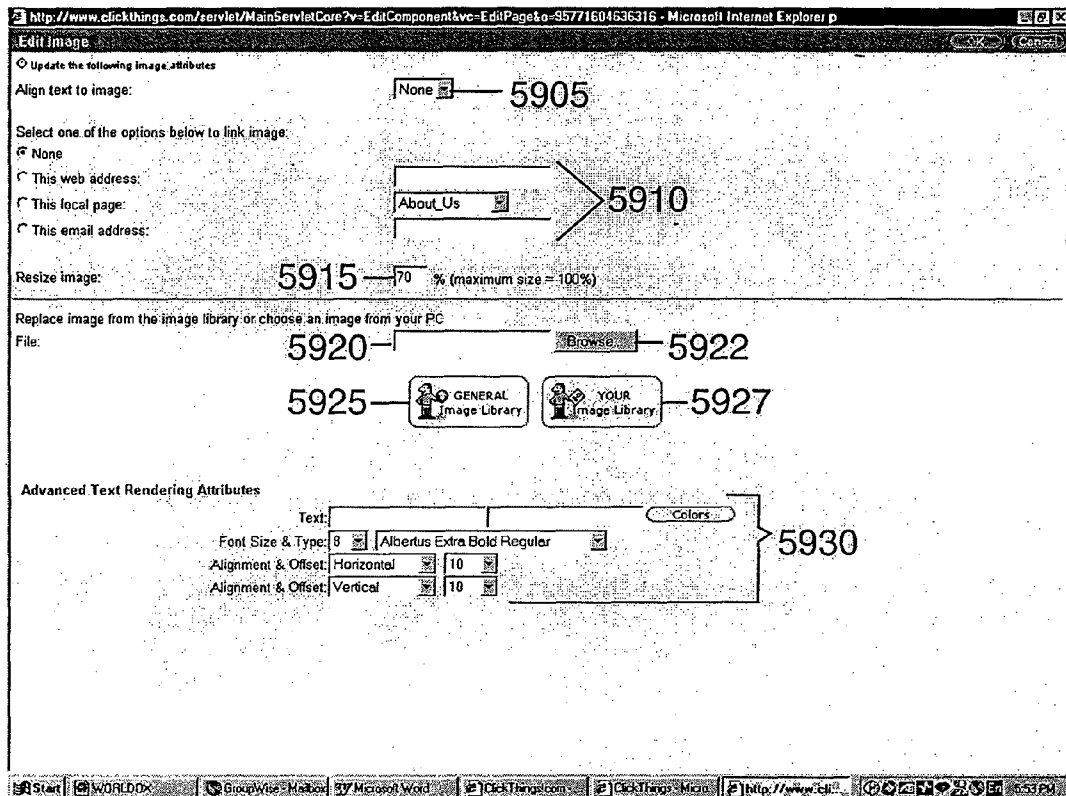 http://www.clickthings.com/servlet/MainServletCore?v=EditComponent&vc=EditPage&o=95771604636316 - Microsoft Internet Explorer p
Edit Image OK Cancel
Update the following image attributes
Align text to image: None 5905
Select one of the options below to link image:
None
This web address:
This local page: About_Us 5910
This email address:
Resize image: 5915 70 % (maximum size = 100%)
Replace image from the image library or choose an image from your PC
File: 5920 Browse... 5922
5925 GENERAL Image Library YOUR Image Library 5927
Advanced Text Rendering Attributes
Text: Colors
Font Size & Type: 8 Albertus Extra Bold Regular 5930
Alignment & Offset: Horizontal 10
Alignment & Offset: Vertical 10
Start WORLDOX GroupWise - Mailbox Microsoft Word ClickThings.com ClickThings - Micro... http://www.cli... En 5:53 PM